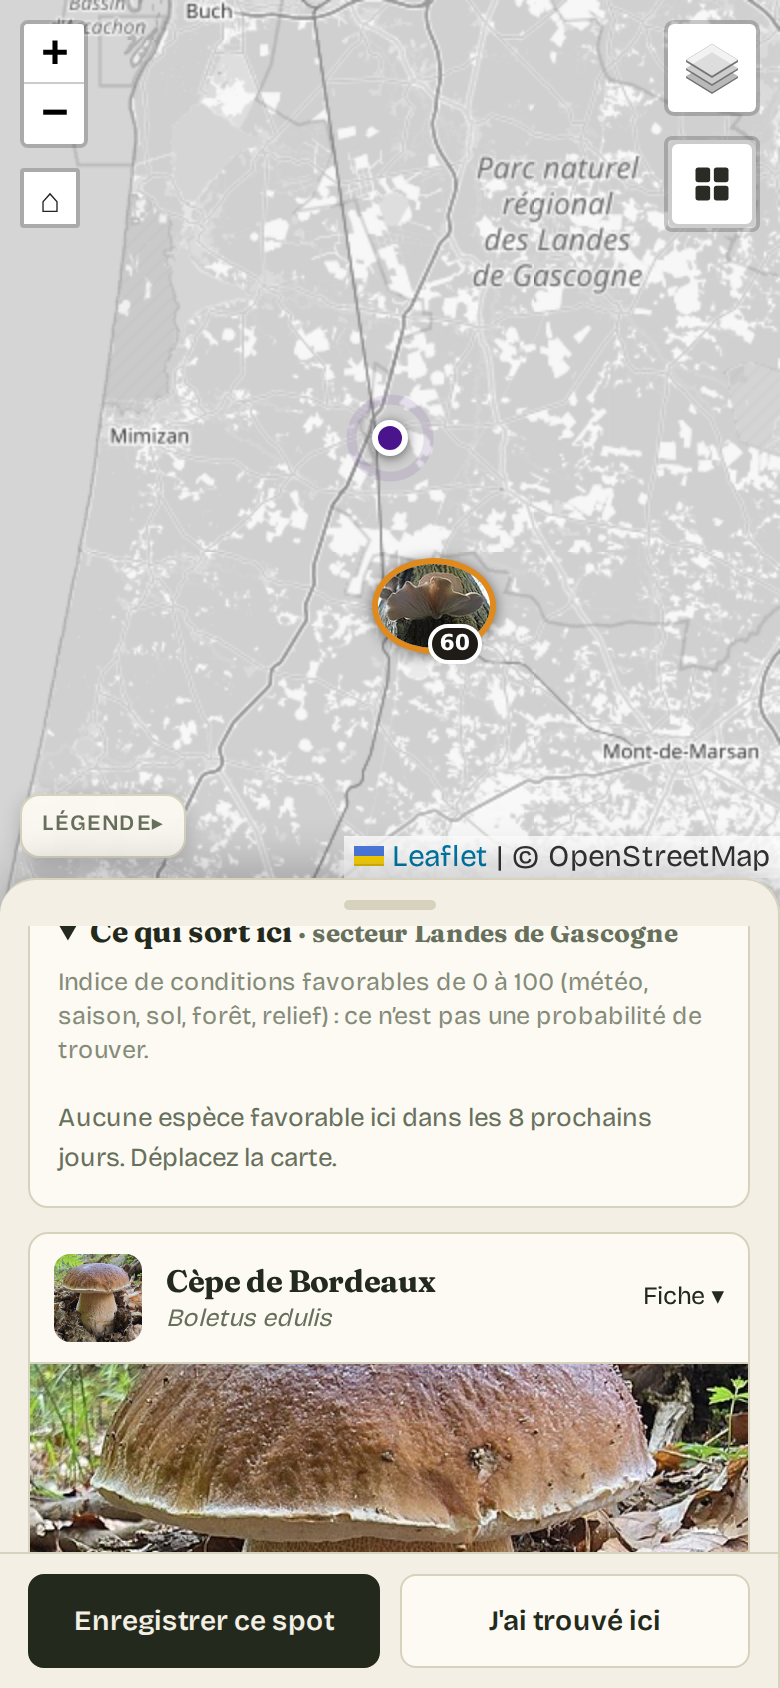 Bassin
d'Arcachon
Buch
+
−
Parc naturel
régional
des Landes
de Gascogne
Mimizan
60
Mont-de-Marsan
LÉGENDE▸
Leaflet | © OpenStreetMap
▼ Ce qui sort ici · secteur Landes de Gascogne
Indice de conditions favorables de 0 à 100 (météo,
saison, sol, forêt, relief) : ce n'est pas une probabilité de
trouver.
Aucune espèce favorable ici dans les 8 prochains
jours. Déplacez la carte.
Cèpe de Bordeaux
Boletus edulis
Fiche ▾
Enregistrer ce spot
J'ai trouvé ici